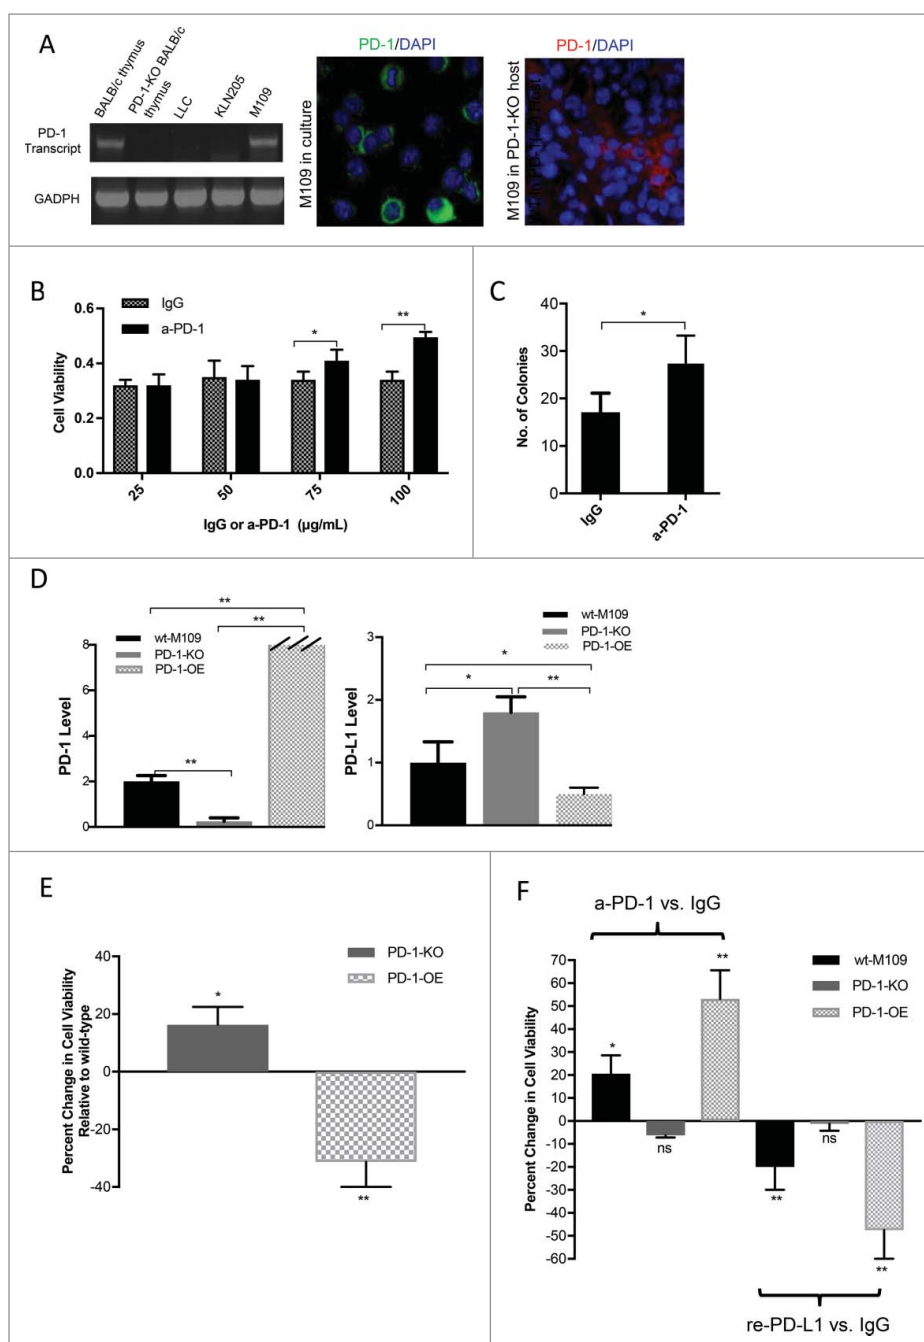 A
BALB/c thymus
PD-1-KO BALB/c
thymus
LLC
KLN205
M109
PD-1
Transcript
GADPH
PD-1/DAPI
M109 in culture
PD-1/DAPI
M109 in PD-1-KO host
B
IgG
a-PD-1
Cell Viability
0.6
0.4
0.2
0.0
*
**
25
50
75
100
IgG or a-PD-1 (µg/mL)
C
No. of Colonies
40
30
20
10
0
*
IgG
a-PD-1
D
**
**
**
wt-M109
PD-1-KO
PD-1-OE
PD-1 Level
8
6
4
2
0
wt-M109
PD-1-KO
PD-1-OE
*
*
**
PD-L1 Level
3
2
1
0
E
PD-1-KO
PD-1-OE
Percent Change in Cell Viability
Relative to wild-type
40
20
0
-20
-40
*
**
F
a-PD-1 vs. IgG
wt-M109
PD-1-KO
PD-1-OE
Percent Change in Cell Viability
70
60
50
40
30
20
10
0
-10
-20
-30
-40
-50
-60
*
ns
**
**
ns
**
re-PD-L1 vs. IgG